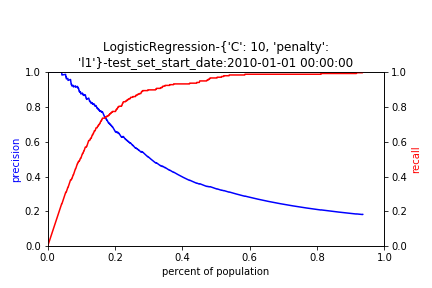 LogisticRegression-{'C': 10, 'penalty':
'l1'}-test_set_start_date:2010-01-01 00:00:00
1.0 1.0
0.8 0.8
0.6 0.6
precision recall
0.4 0.4
0.2 0.2
0.0 0.0
0.0 0.2 0.4 0.6 0.8 1.0
percent of population